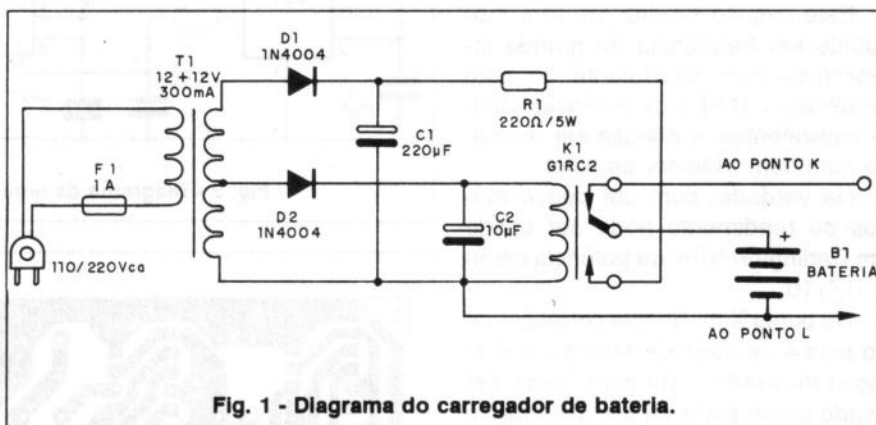 D1
1N4004
T1
12+12V
300mA
F1
1A
110/220Vca
C1
220µF
D2
1N4004
C2
10µF
R1
220Ω/5W
K1
G1RC2
AO PONTO K
+
B1
BATERIA
AO PONTO L
Fig. 1 - Diagrama do carregador de bateria.